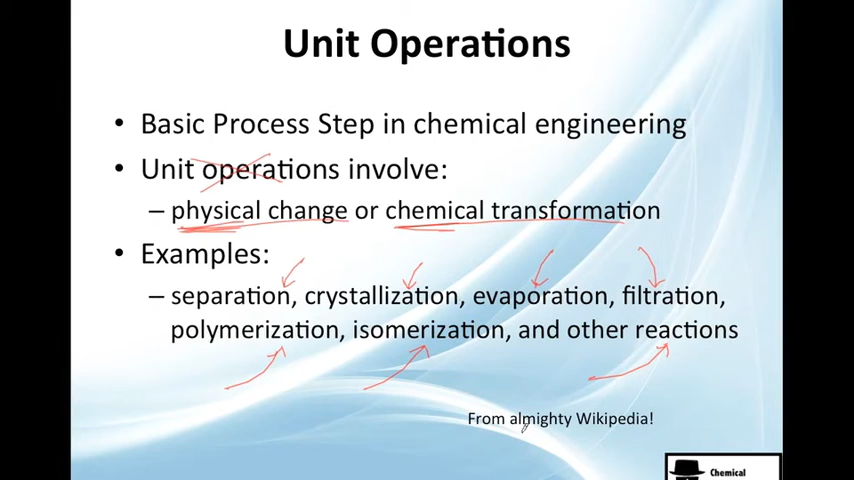 Unit Operations
• Basic Process Step in chemical engineering
• Unit operations involve:
– physical change or chemical transformation
• Examples:
– separation, crystallization, evaporation, filtration,
polymerization, isomerization, and other reactions
From almighty Wikipedia!
Chemical